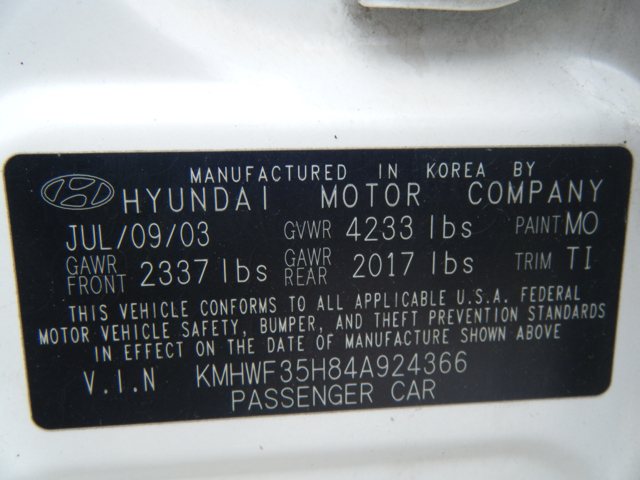 MANUFACTURED IN KOREA BY
HYUNDAI MOTOR COMPANY
JUL/09/03 GVWR 4233 lbs PAINT MO
GAWR FRONT 2337 lbs GAWR REAR 2017 lbs TRIM TI
THIS VEHICLE CONFORMS TO ALL APPLICABLE U.S.A. FEDERAL
MOTOR VEHICLE SAFETY, BUMPER, AND THEFT PREVENTION STANDARDS
IN EFFECT ON THE DATE OF MANUFACTURE SHOWN ABOVE
V.I.N KMHWF35H84A924366
PASSENGER CAR